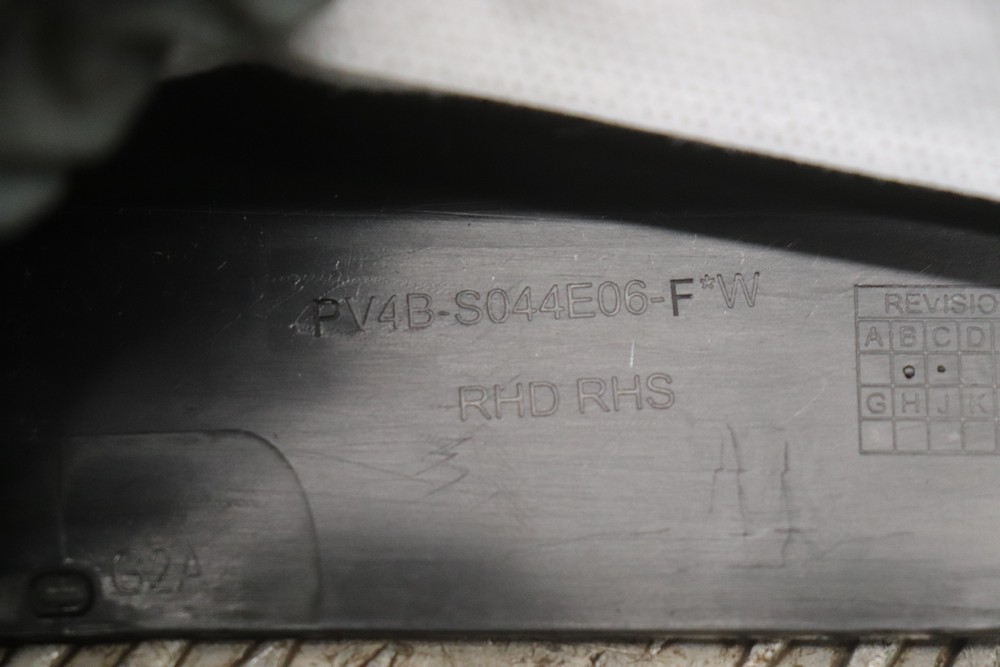 PV4B-S044E06-F*W
RHD RHS
REVISIO
A B C D
G H J K
G2A